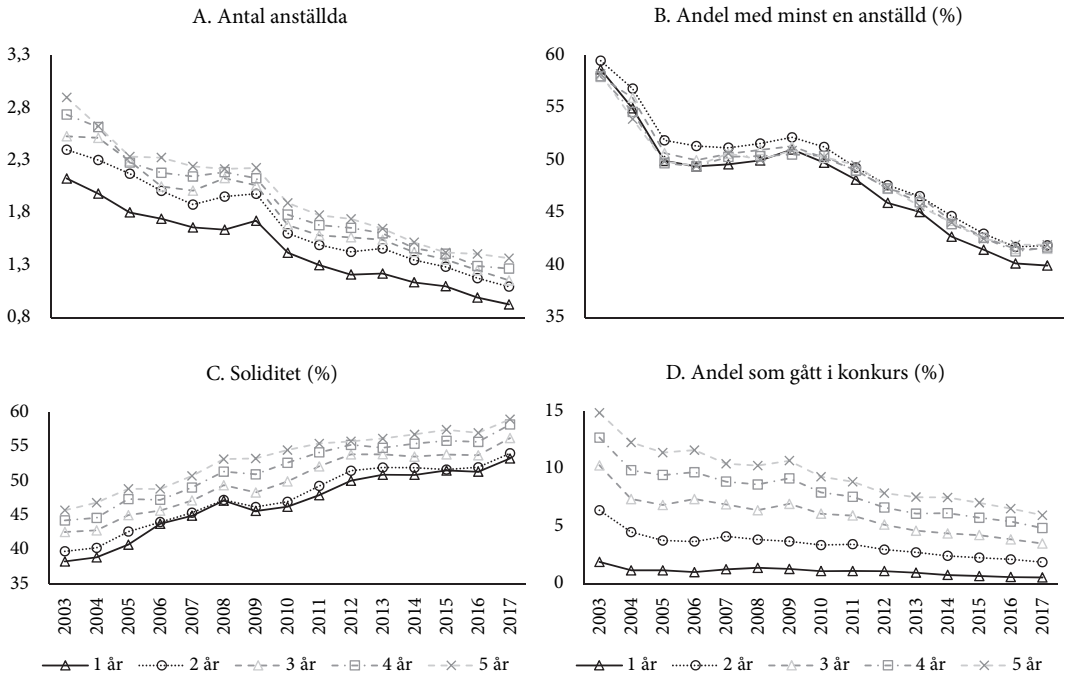 A. Antal anställda
3,3
2,8
2,3
1,8
1,3
0,8
B. Andel med minst en anställd (%)
60
55
50
45
40
35
C. Soliditet (%)
60
55
50
45
40
35
2003 2004 2005 2006 2007 2008 2009 2010 2011 2012 2013 2014 2015 2016 2017
1 år 2 år 3 år 4 år 5 år
D. Andel som gått i konkurs (%)
15
10
5
0
2003 2004 2005 2006 2007 2008 2009 2010 2011 2012 2013 2014 2015 2016 2017
1 år 2 år 3 år 4 år 5 år